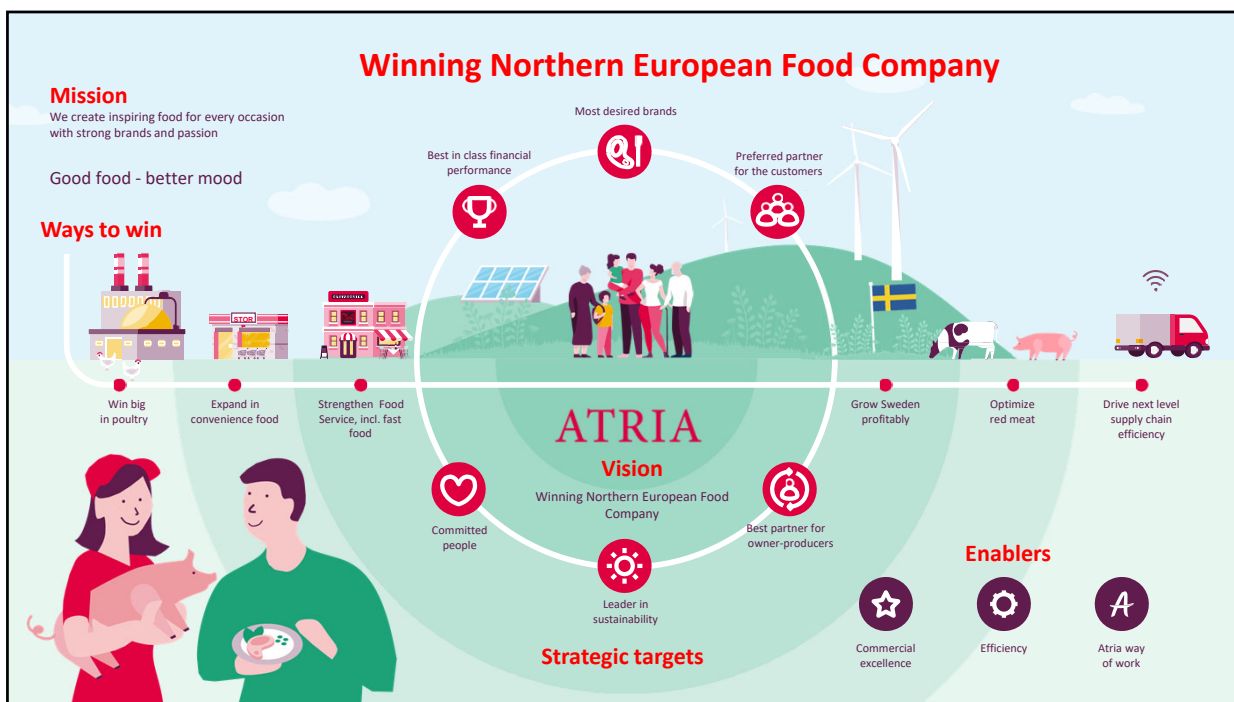 Winning Northern European Food Company
Mission
We create inspiring food for every occasion
with strong brands and passion
Good food - better mood
Ways to win
Most desired brands
Best in class financial
performance
Preferred partner
for the customers
STOR
Win big
in poultry
Expand in
convenience food
Strengthen Food
Service, incl. fast
food
Grow Sweden
profitably
Optimize
red meat
Drive next level
supply chain
efficiency
ATRIA
Vision
Winning Northern European Food
Company
Committed
people
Best partner for
owner-producers
Leader in
sustainability
Strategic targets
Enablers
Commercial
excellence
Efficiency
Atria way
of work